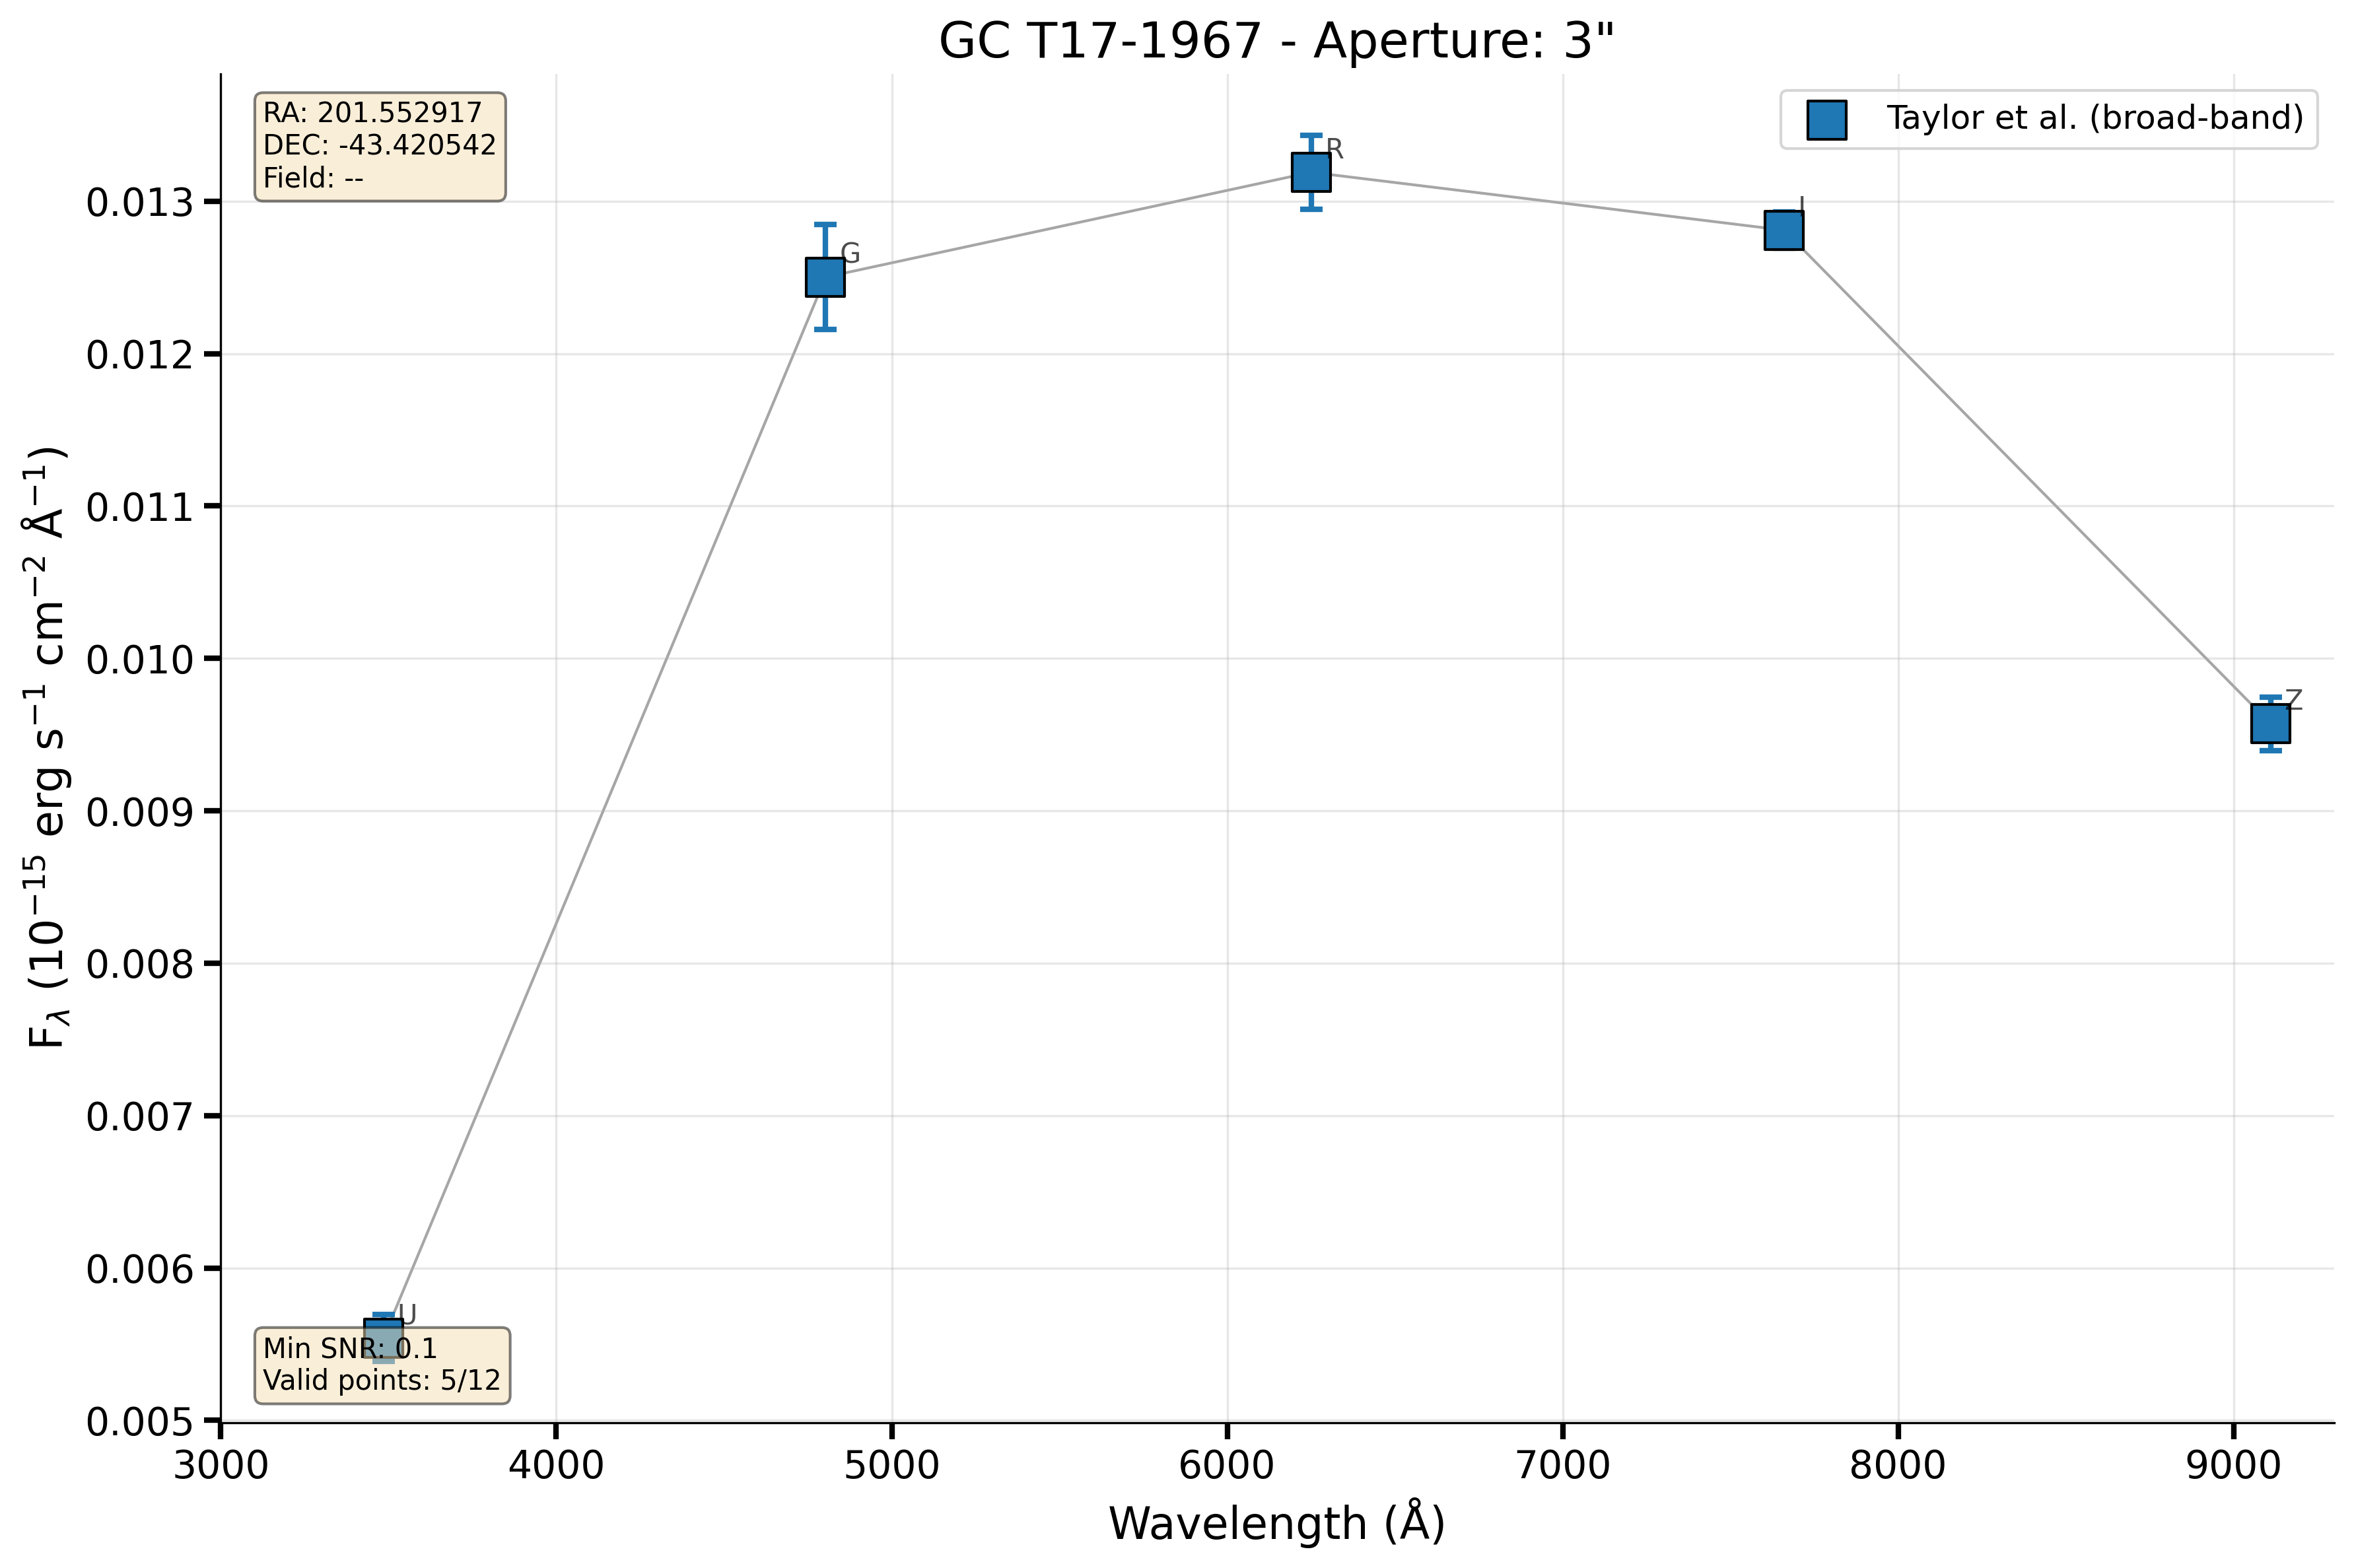 GC T17-1967 - Aperture: 3"
RA: 201.552917
DEC: -43.420542
Field: --
Taylor et al. (broad-band)
R
I
G
Z
U
Min SNR: 0.1
Valid points: 5/12
F_λ (10⁻¹⁵ erg s⁻¹ cm⁻² Å⁻¹)
0.013
0.012
0.011
0.010
0.009
0.008
0.007
0.006
0.005
3000 4000 5000 6000 7000 8000 9000
Wavelength (Å)